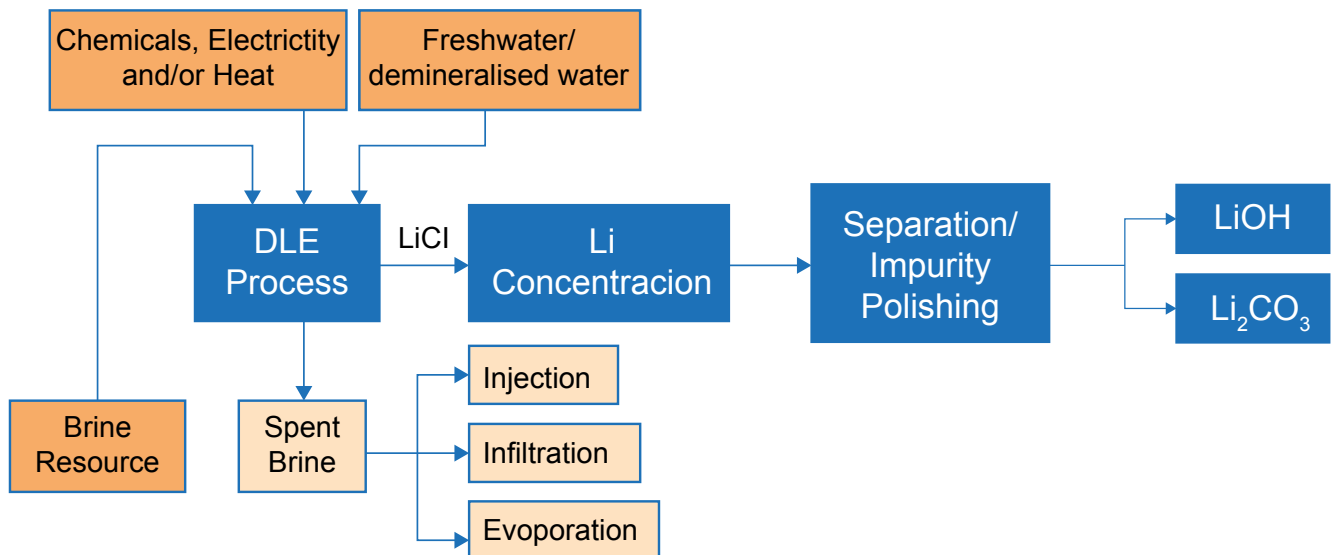 Chemicals, Electrictity
and/or Heat
Freshwater/
demineralised water
DLE
Process
LiCl
Li
Concentracion
Separation/
Impurity
Polishing
LiOH
Li₂CO₃
Brine
Resource
Spent
Brine
Injection
Infiltration
Evoporation